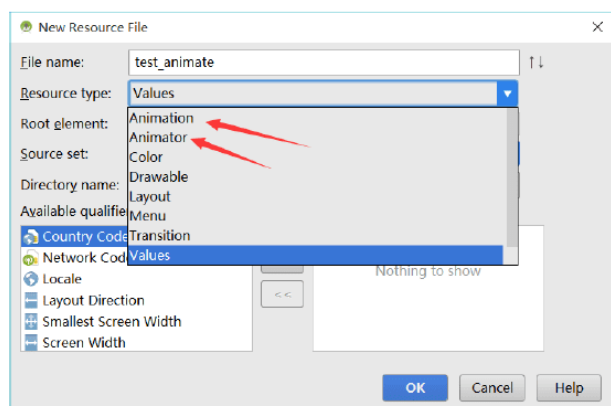 New Resource File
File name: test_animate
Resource type: Values
Animation
Root element:
Animator
Color
Source set:
Drawable
Directory name:
Layout
Available qualifie
Menu
Country Code
Transition
Network Cod
Values
Nothing to show
Locale
<<
Layout Direction
Smallest Screen Width
Screen Width
OK Cancel Help